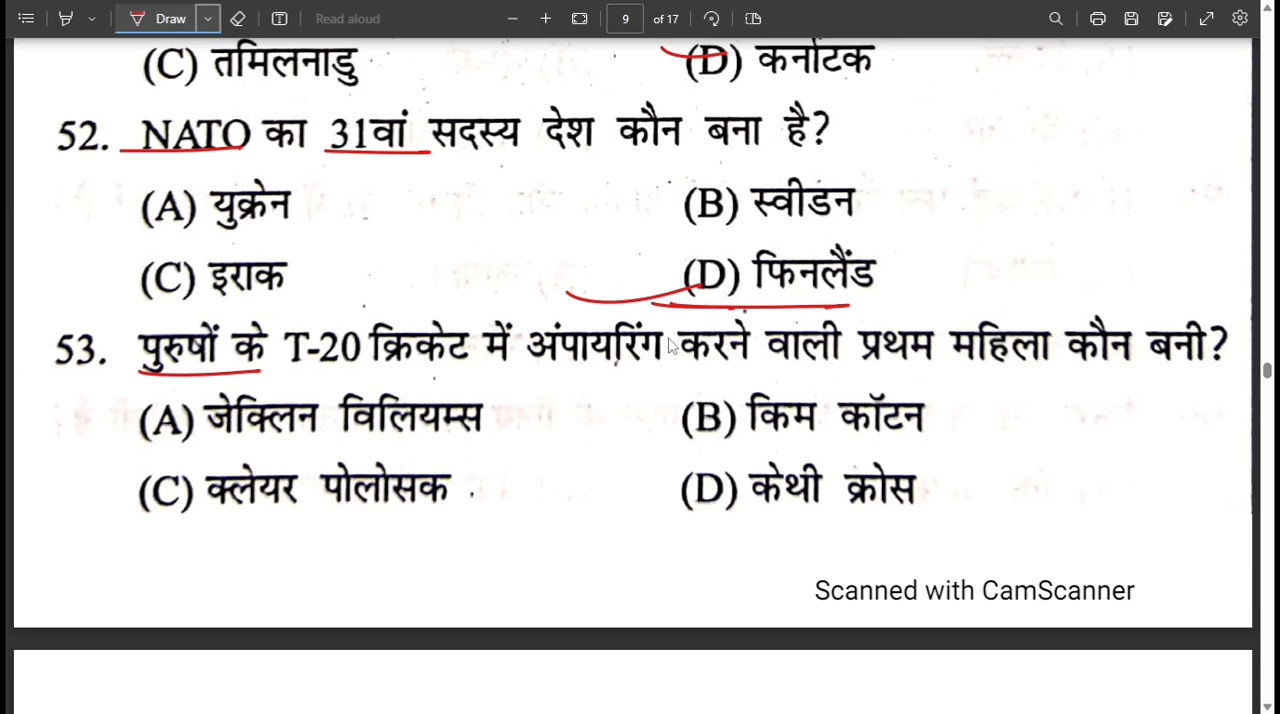 Draw
Read aloud
9 of 17
(C) तमिलनाडु (D) कर्नाटक
52. NATO का 31वां सदस्य देश कौन बना है?
(A) युक्रेन (B) स्वीडन
(C) इराक (D) फिनलैंड
53. पुरुषों के T-20 क्रिकेट में अंपायरिंग करने वाली प्रथम महिला कौन बनी?
(A) जेक्लिन विलियम्स (B) किम कॉटन
(C) क्लेयर पोलोसक (D) केथी क्रोस
Scanned with CamScanner